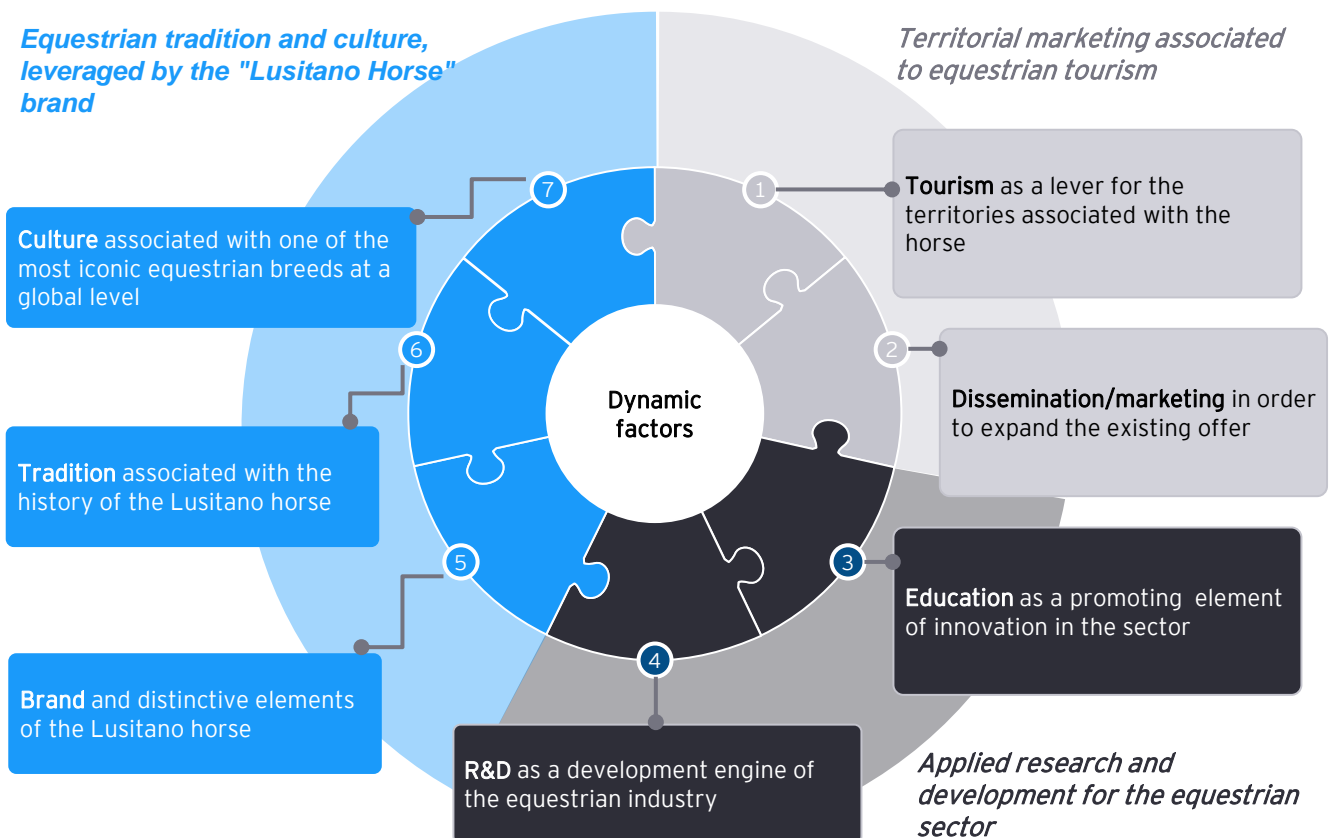 Equestrian tradition and culture,
leveraged by the "Lusitano Horse"
brand
Territorial marketing associated
to equestrian tourism
1
Tourism as a lever for the
territories associated with the
horse
2
Dissemination/marketing in order
to expand the existing offer
3
Education as a promoting element
of innovation in the sector
4
R&D as a development engine of
the equestrian industry
Applied research and
development for the equestrian
sector
5
Brand and distinctive elements
of the Lusitano horse
6
Tradition associated with the
history of the Lusitano horse
7
Culture associated with one of the
most iconic equestrian breeds at a
global level
Dynamic
factors